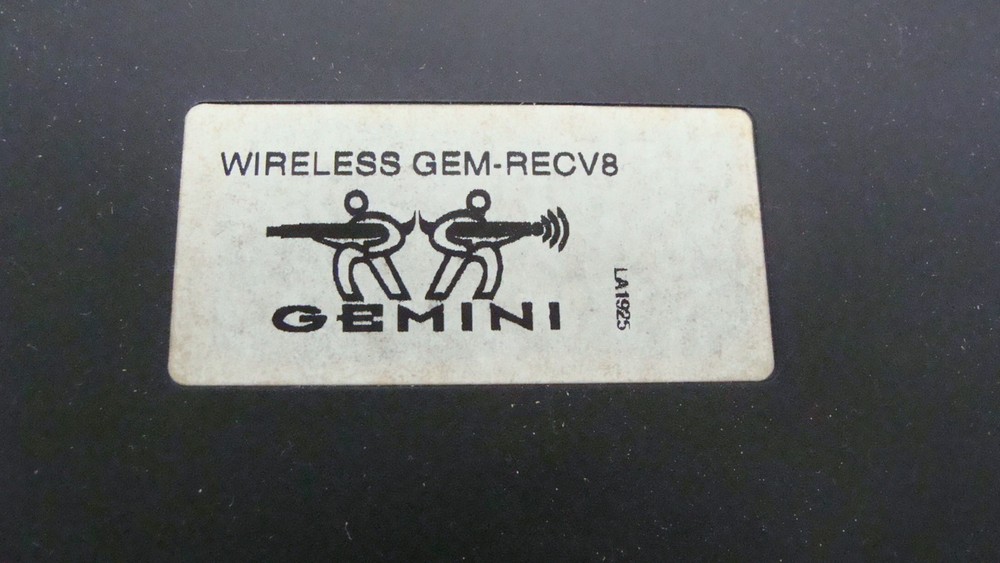 WIRELESS GEM-RECV8
GEMINI
LA1925